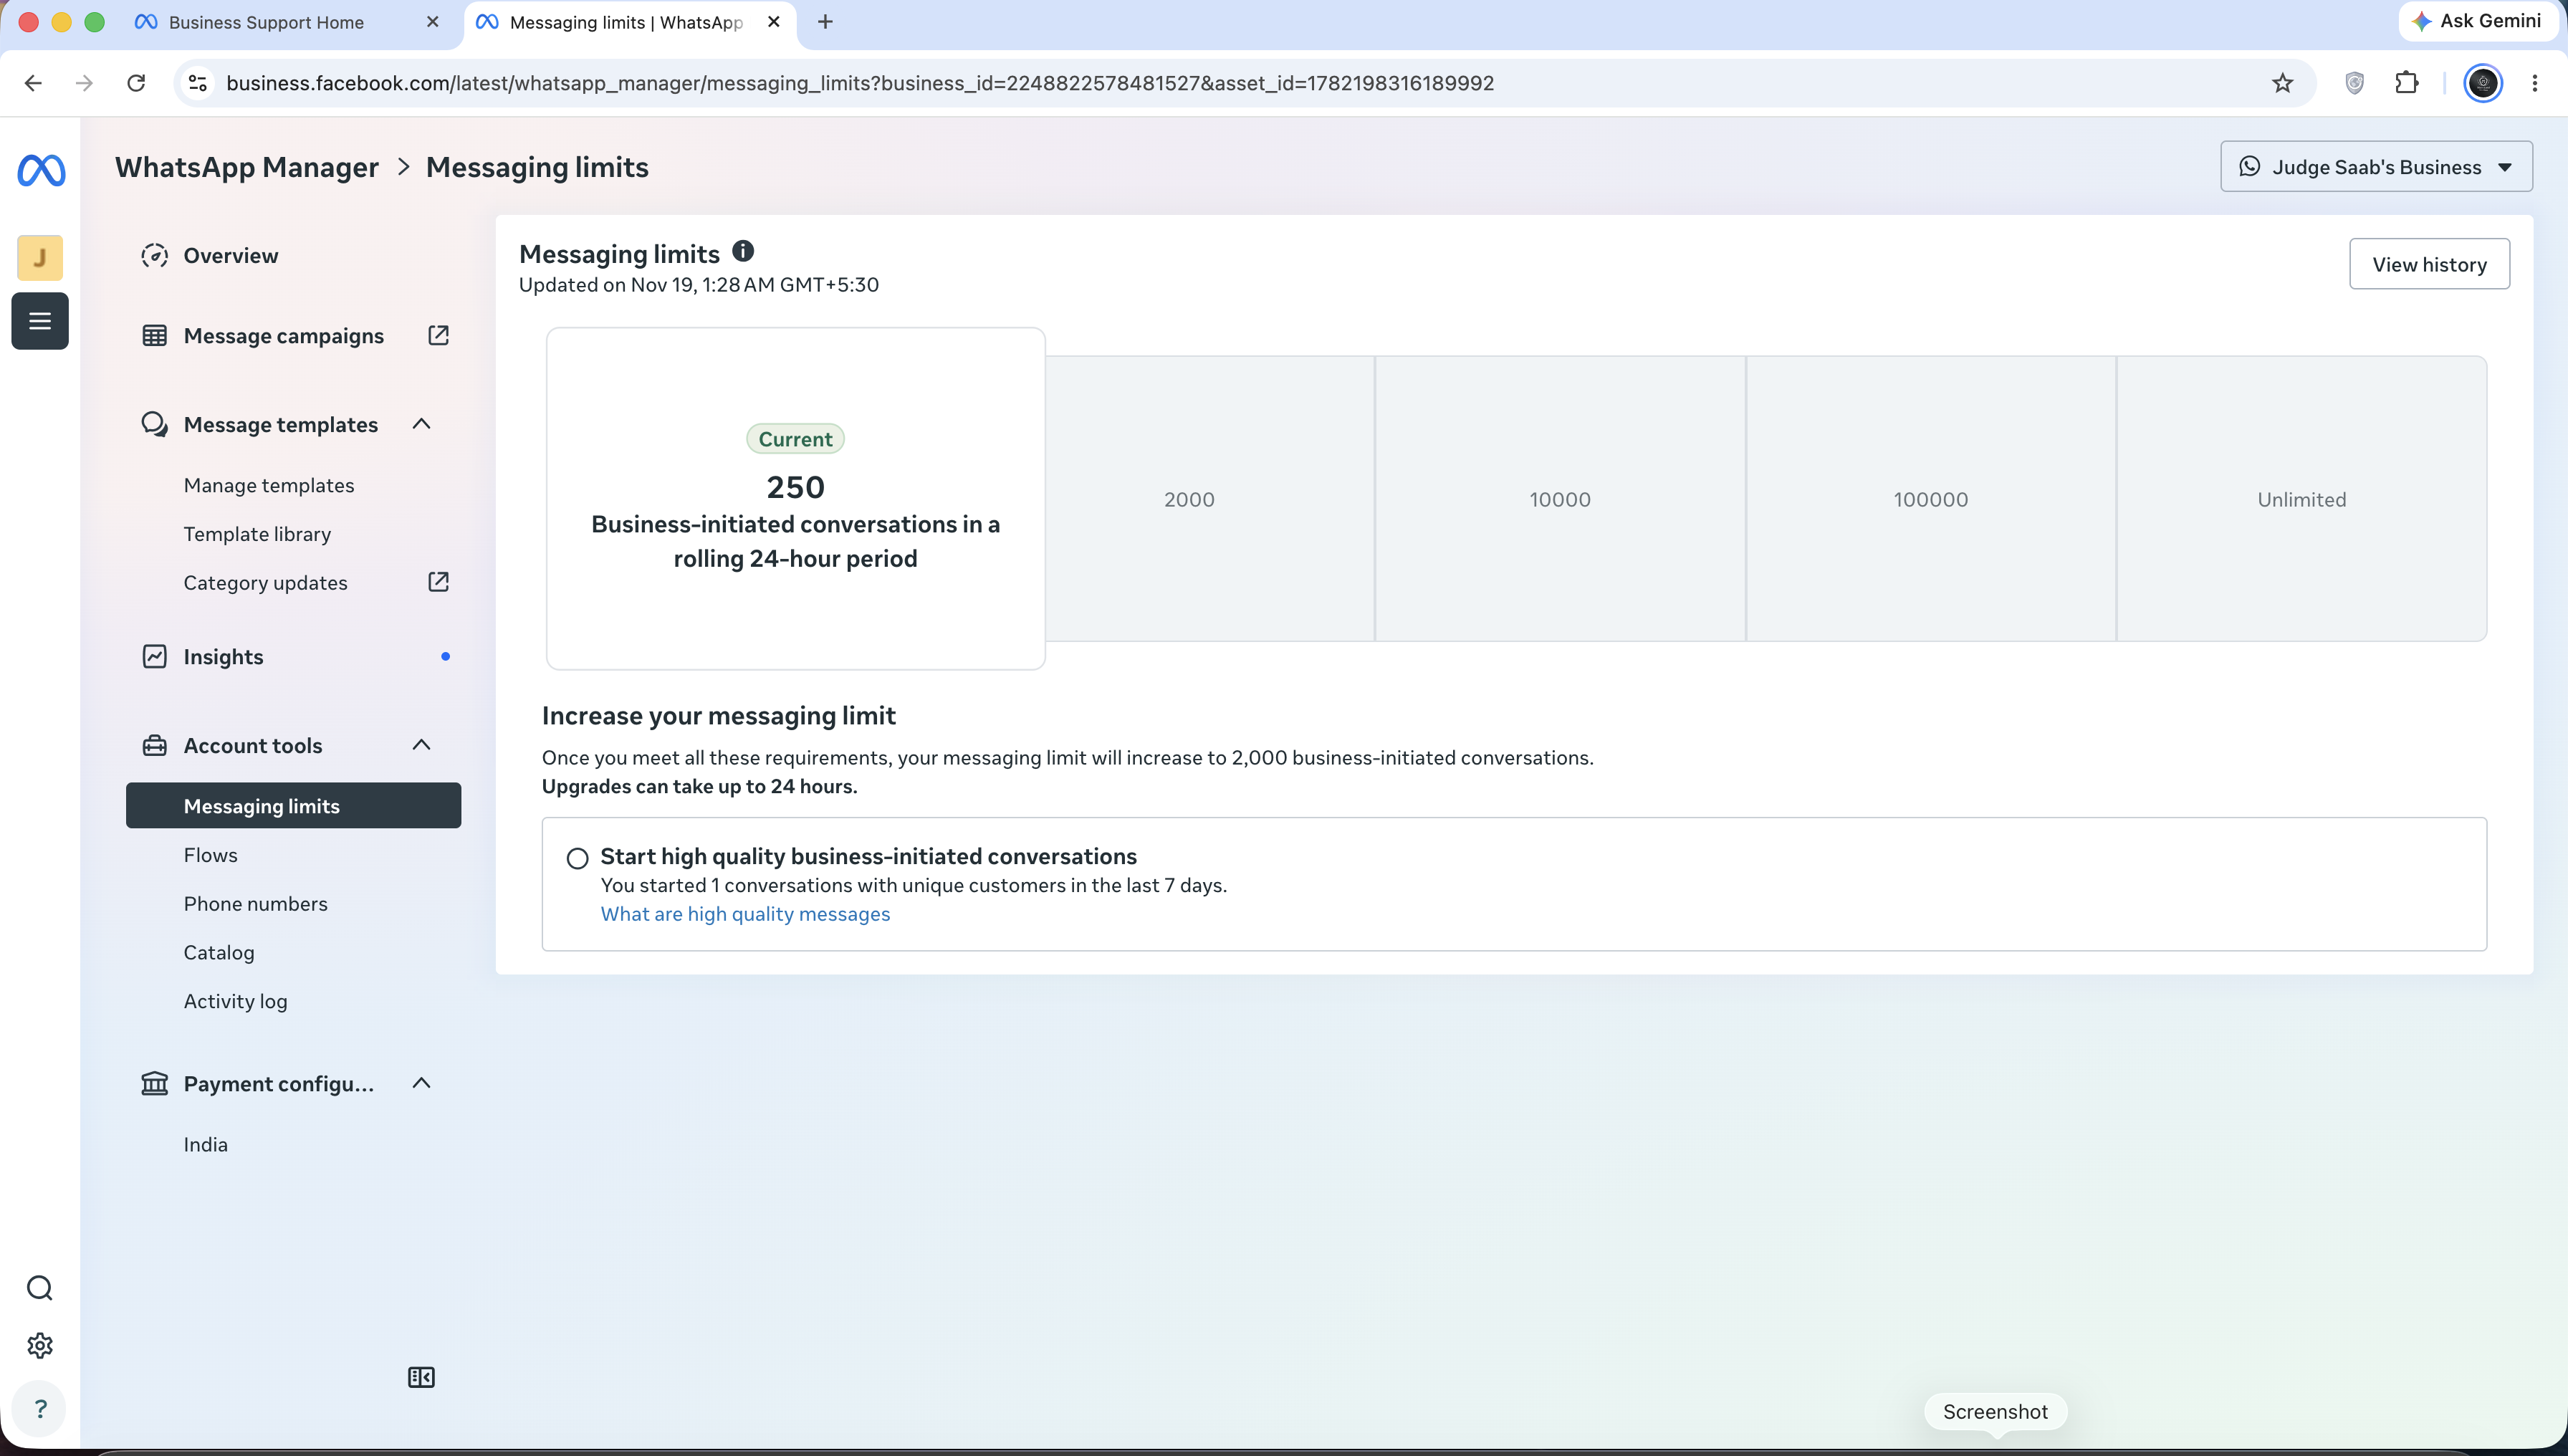 Business Support Home
Messaging limits | WhatsApp
Ask Gemini
business.facebook.com/latest/whatsapp_manager/messaging_limits?business_id=2248822578481527&asset_id=1782198316189992
WhatsApp Manager > Messaging limits
Judge Saab's Business
J
Overview
Message campaigns
Message templates
Manage templates
Template library
Category updates
Insights
Account tools
Messaging limits
Flows
Phone numbers
Catalog
Activity log
Payment configu...
India
?
Messaging limits
Updated on Nov 19, 1:28 AM GMT+5:30
View history
Current
250
Business-initiated conversations in a
rolling 24-hour period
2000
10000
100000
Unlimited
Increase your messaging limit
Once you meet all these requirements, your messaging limit will increase to 2,000 business-initiated conversations.
Upgrades can take up to 24 hours.
Start high quality business-initiated conversations
You started 1 conversations with unique customers in the last 7 days.
What are high quality messages
Screenshot